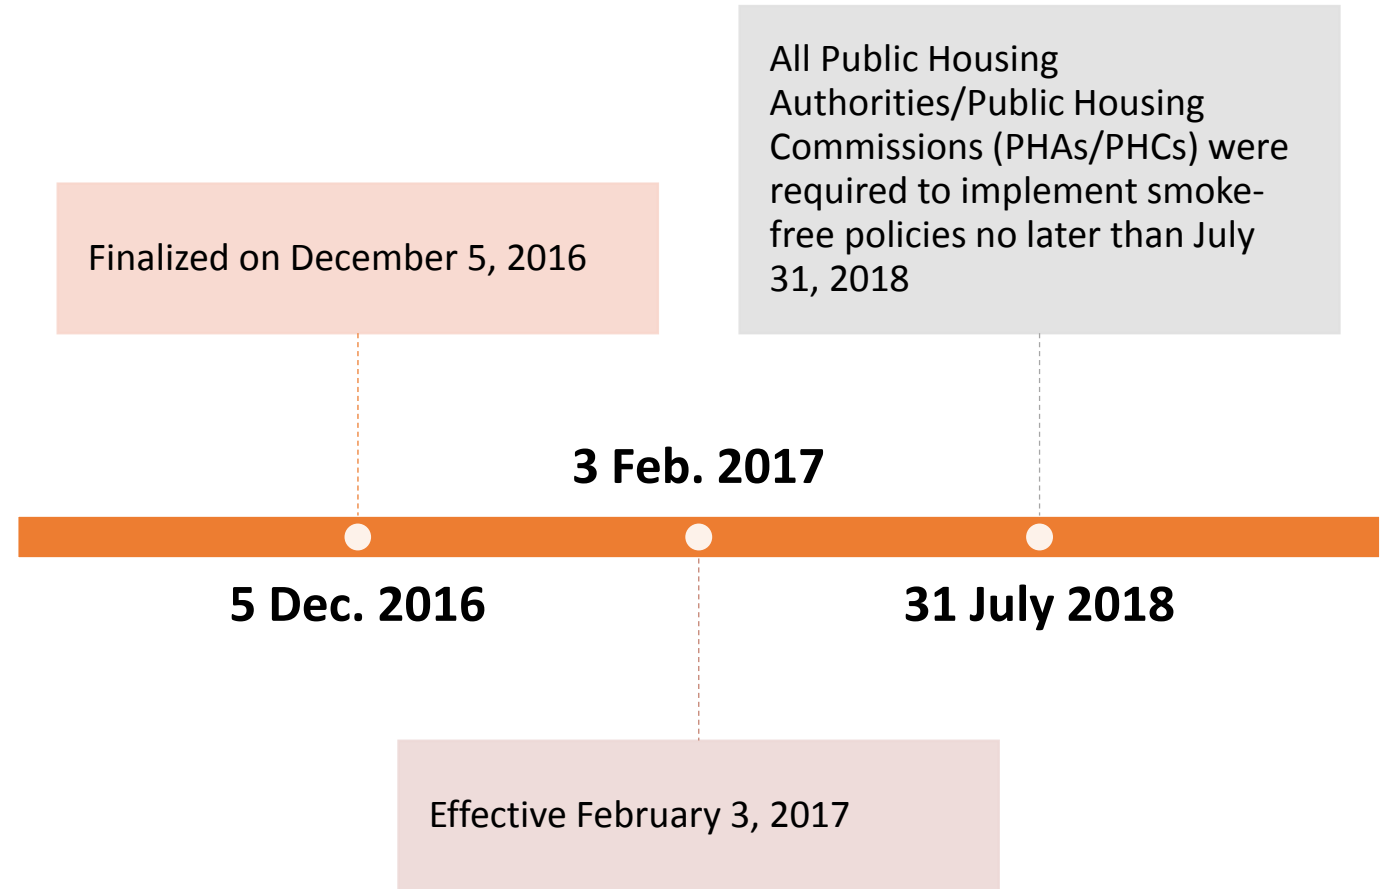 All Public Housing
Authorities/Public Housing
Commissions (PHAs/PHCs) were
required to implement smoke-
free policies no later than July
31, 2018
Finalized on December 5, 2016
3 Feb. 2017
5 Dec. 2016
31 July 2018
Effective February 3, 2017